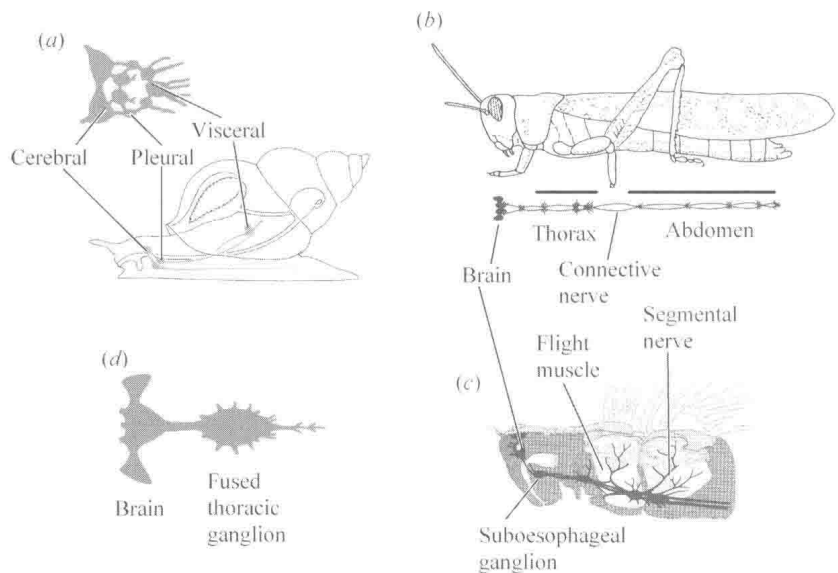 (a)
Visceral
Cerebral
Pleural
(b)
Thorax
Abdomen
Brain
Connective
nerve
Segmental
nerve
Flight
muscle
(c)
Suboesophageal
ganglion
(d)
Brain
Fused
thoracic
ganglion